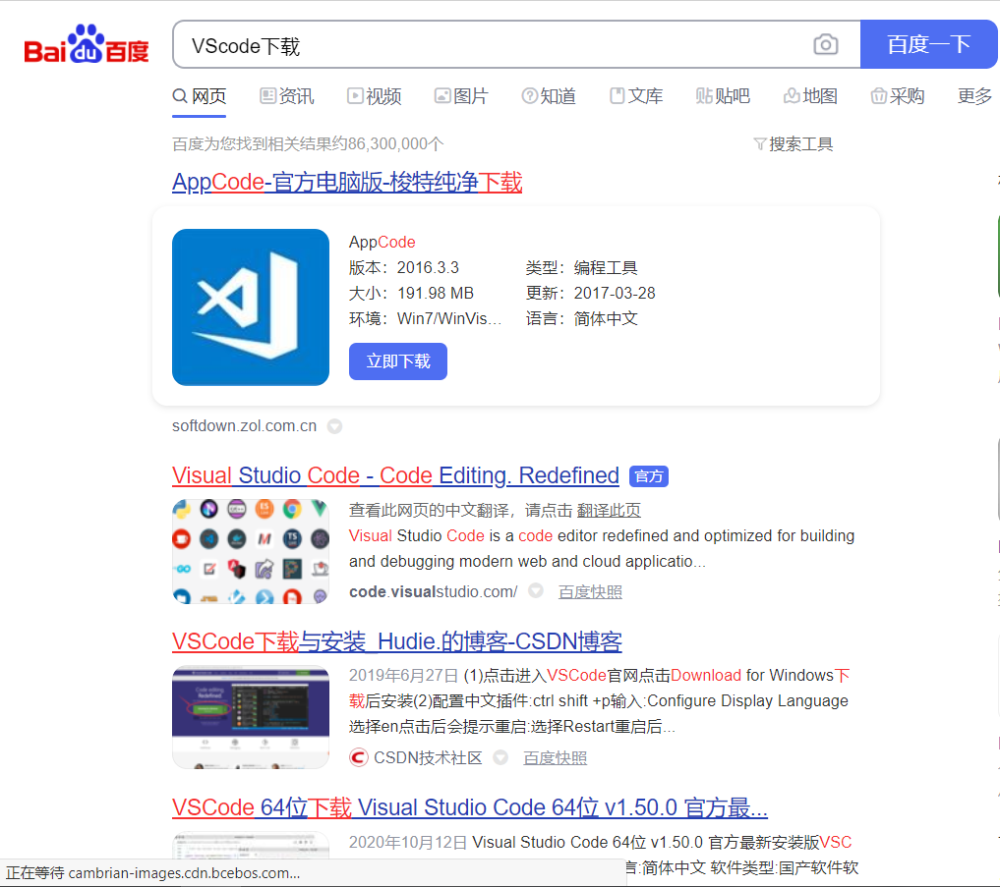 Bai du 百度
VScode下载
百度一下
网页 资讯 视频 图片 知道 文库 贴吧 地图 采购 更多
百度为您找到相关结果约86,300,000个
搜索工具
AppCode-官方电脑版-梭特纯净下载
AppCode
版本：2016.3.3 类型：编程工具
大小：191.98 MB 更新：2017-03-28
环境：Win7/WinVis... 语言：简体中文
立即下载
softdown.zol.com.cn
Visual Studio Code - Code Editing. Redefined 官方
查看此网页的中文翻译，请点击 翻译此页
Visual Studio Code is a code editor redefined and optimized for building
and debugging modern web and cloud applicatio...
code.visualstudio.com/ 百度快照
VSCode下载与安装_Hudie.的博客-CSDN博客
2019年6月27日 (1)点击进入VSCode官网点击Download for Windows下
载后安装(2)配置中文插件:ctrl shift +p输入:Configure Display Language
选择en点击后会提示重启:选择Restart重启后...
CSDN技术社区 百度快照
VSCode 64位下载 Visual Studio Code 64位 v1.50.0 官方最...
2020年10月12日 Visual Studio Code 64位 v1.50.0 官方最新安装版VSC
言:简体中文 软件类型:国产软件软
正在等待 cambrian-images.cdn.bcebos.com...